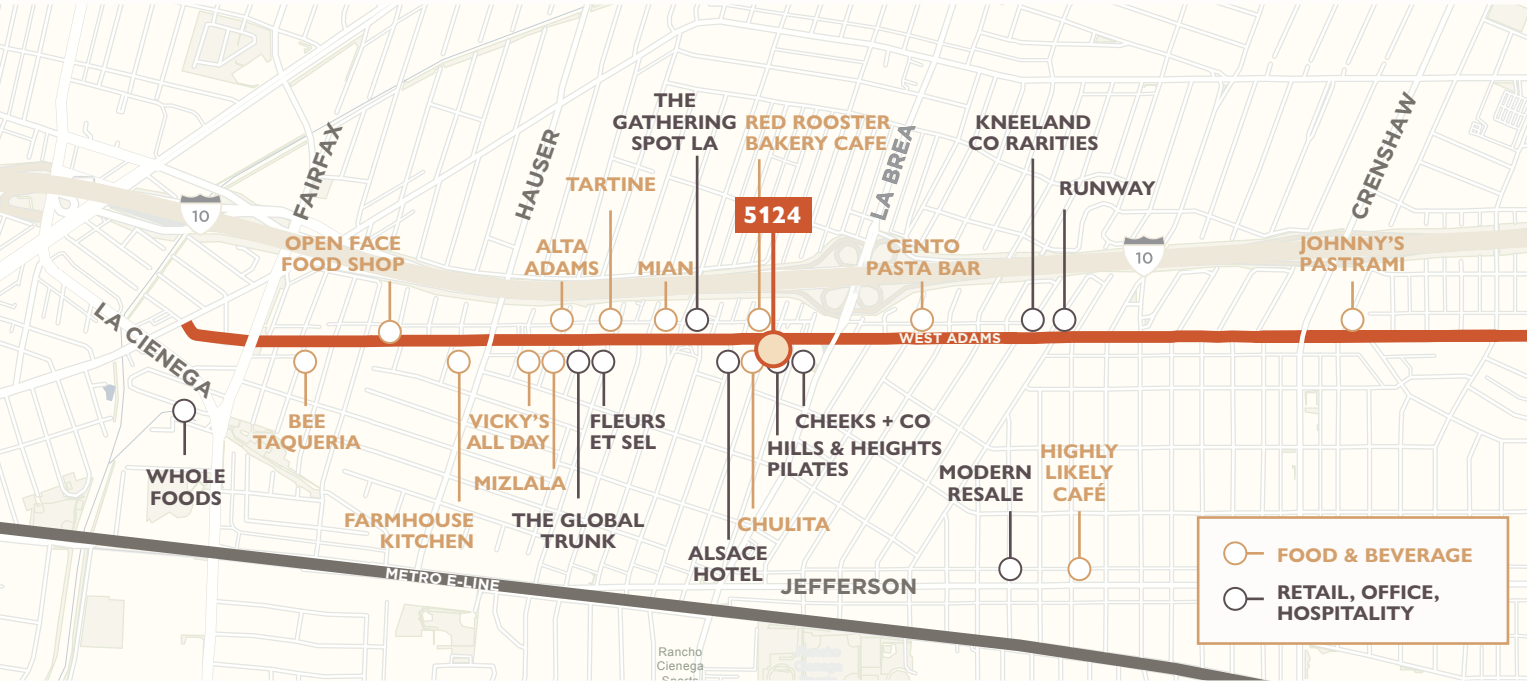 THE
GATHERING
SPOT LA
RED ROOSTER
BAKERY CAFE
KNEELAND
CO RARITIES
CRENSHAW
FAIRFAX
HAUSER
LA BREA
TARTINE
RUNWAY
10
5124
OPEN FACE
FOOD SHOP
ALTA
ADAMS
MIAN
CENTO
PASTA BAR
10
JOHNNY'S
PASTRAMI
LA CIENEGA
WEST ADAMS
BEE
TAQUERIA
VICKY'S
ALL DAY
FLEURS
ET SEL
CHEEKS + CO
HILLS & HEIGHTS
PILATES
WHOLE
FOODS
MIZLALA
MODERN
RESALE
HIGHLY
LIKELY
CAFÉ
FARMHOUSE
KITCHEN
THE GLOBAL
TRUNK
CHULITA
ALSACE
HOTEL
METRO E-LINE
JEFFERSON
FOOD & BEVERAGE
RETAIL, OFFICE,
HOSPITALITY
Rancho
Cienega
Sports